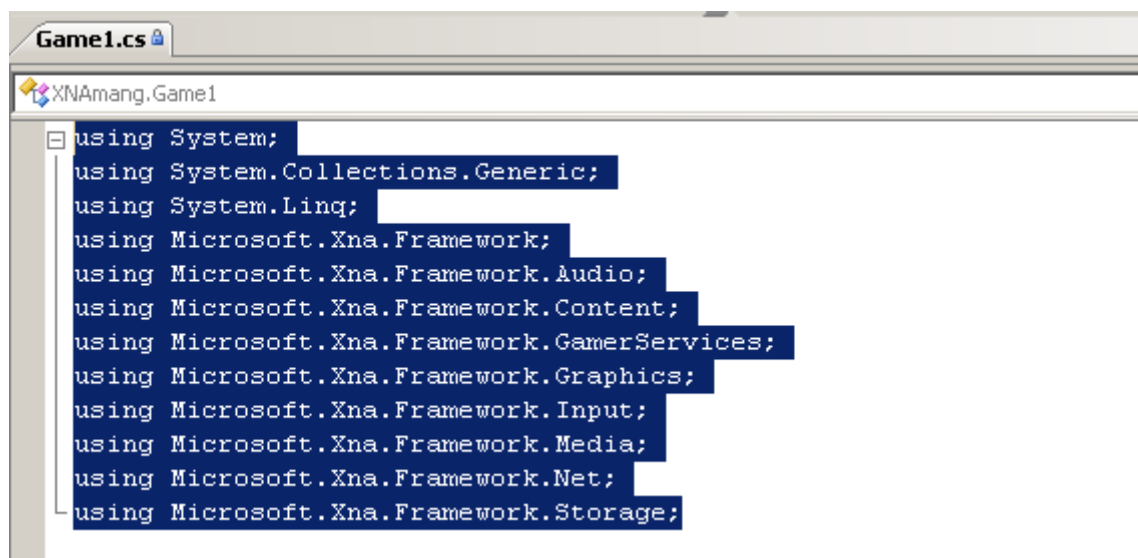 Game1.cs
XNAmang.Game1
using System;
using System.Collections.Generic;
using System.Linq;
using Microsoft.Xna.Framework;
using Microsoft.Xna.Framework.Audio;
using Microsoft.Xna.Framework.Content;
using Microsoft.Xna.Framework.GamerServices;
using Microsoft.Xna.Framework.Graphics;
using Microsoft.Xna.Framework.Input;
using Microsoft.Xna.Framework.Media;
using Microsoft.Xna.Framework.Net;
using Microsoft.Xna.Framework.Storage;